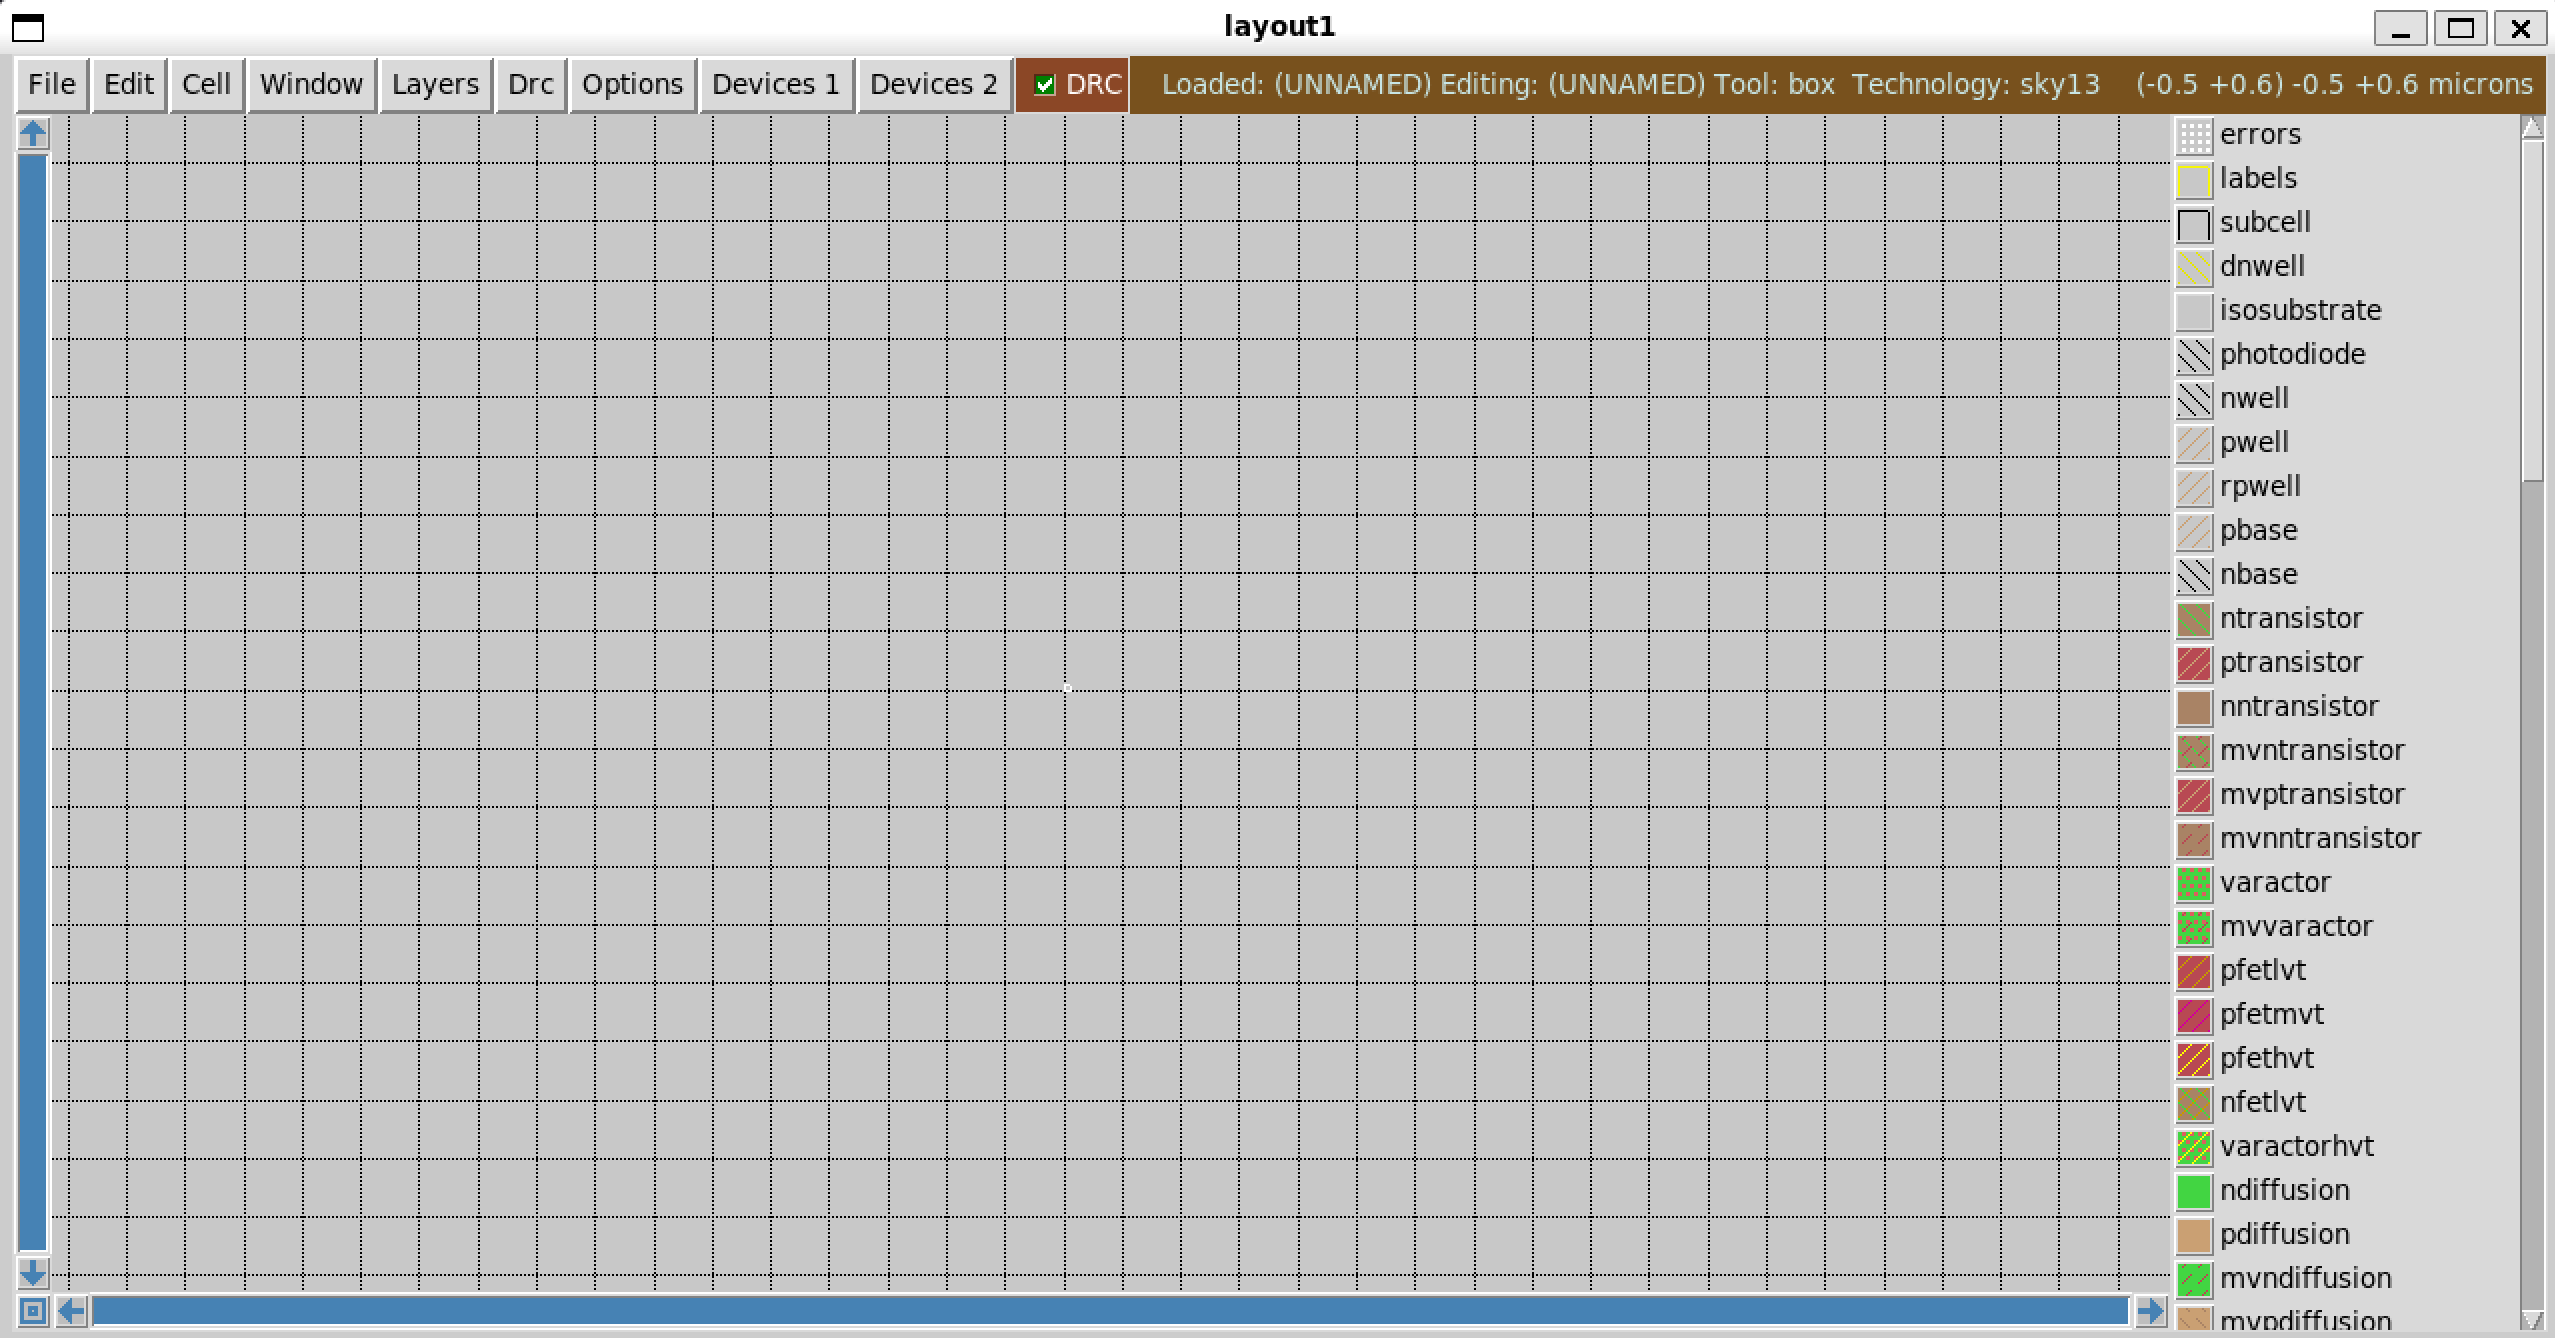 layout1
File Edit Cell Window Layers Drc Options Devices 1 Devices 2 DRC Loaded: (UNNAMED) Editing: (UNNAMED) Tool: box Technology: sky13 (-0.5 +0.6) -0.5 +0.6 microns
errors
labels
subcell
dnwell
isosubstrate
photodiode
nwell
pwell
rpwell
pbase
nbase
ntransistor
ptransistor
nntransistor
mvntransistor
mvptransistor
mvnntransistor
varactor
mvvaractor
pfetlvt
pfetmvt
pfethvt
nfetlvt
varactorhvt
ndiffusion
pdiffusion
mvndiffusion
mvpdiffusion